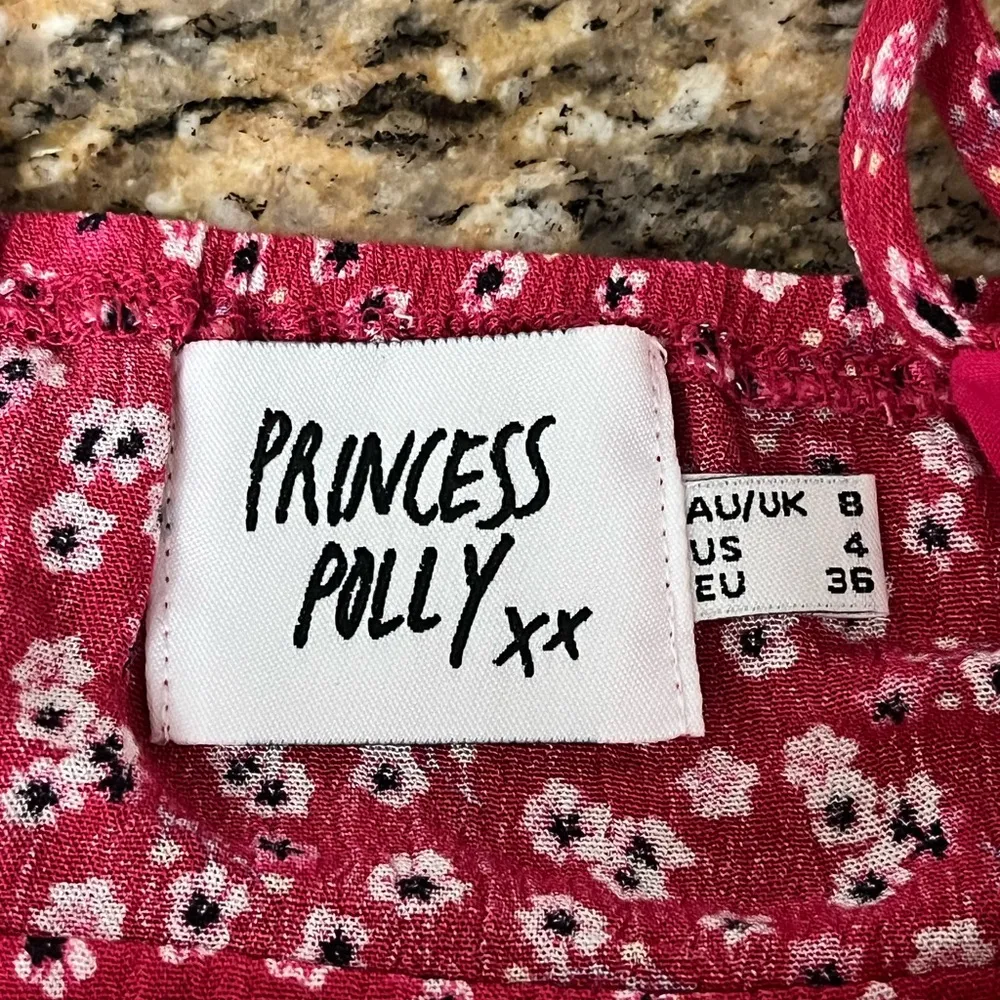 PRINCESS
POLLY xx
AU/UK 8
US 4
EU 36